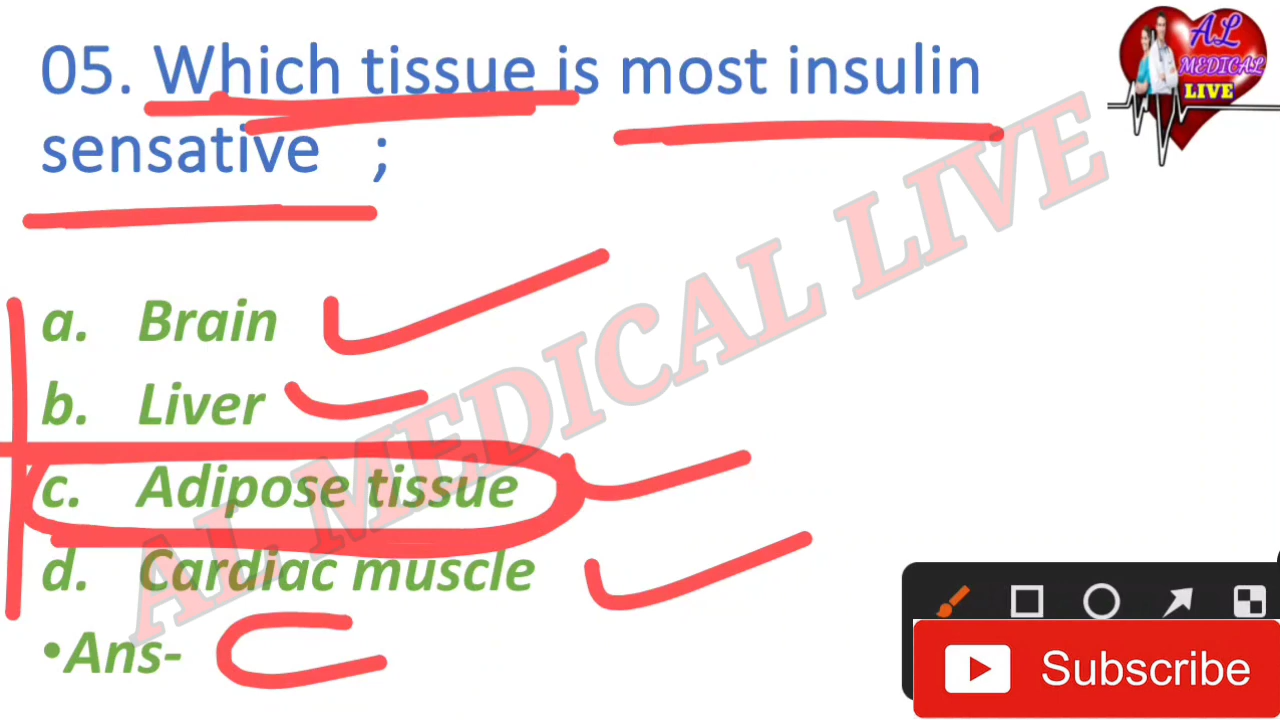 05. Which tissue is most insulin
sensative ;
AL
MEDICAL
LIVE
a. Brain
b. Liver
c. Adipose tissue
d. Cardiac muscle
•Ans- C
AL MEDICAL LIVE
Subscribe